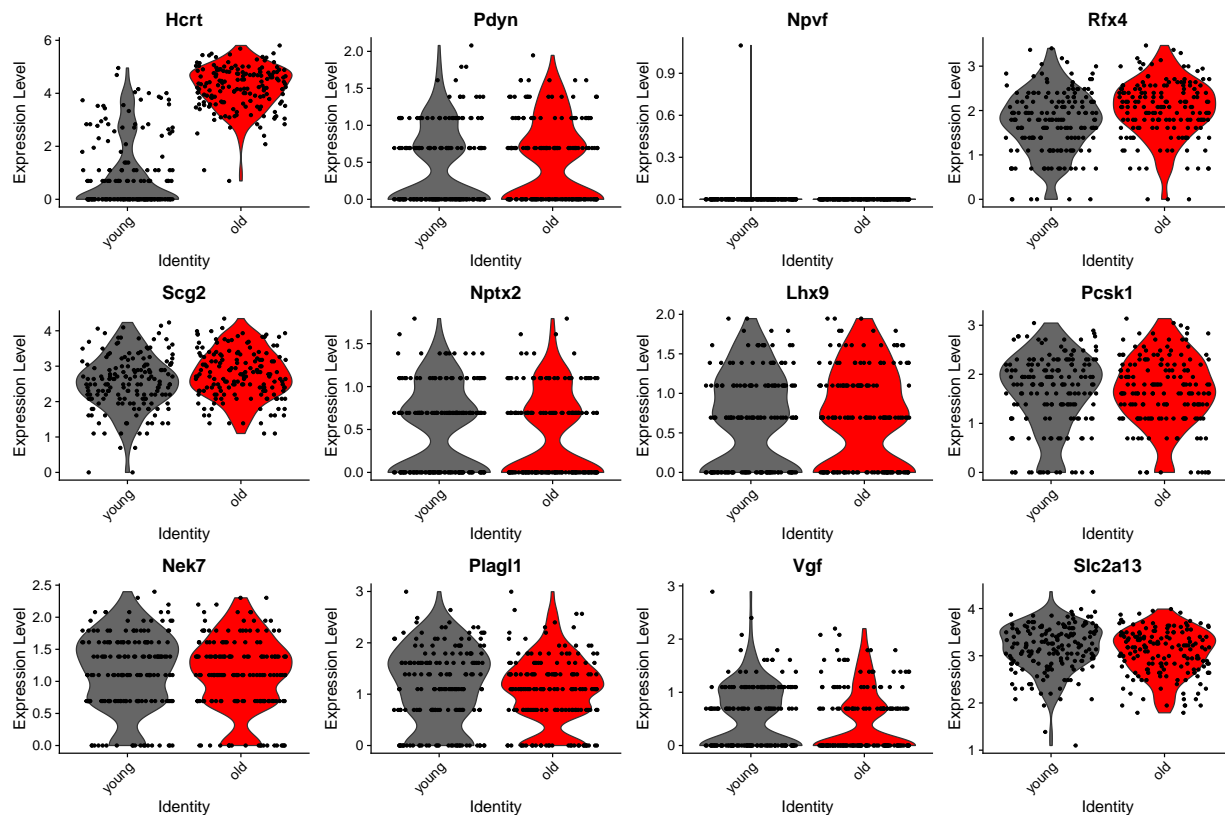 Hcrt
Pdyn
Npvf
Rfx4
Expression Level
6
4
2
0
young
old
Identity
Expression Level
2.0
1.5
1.0
0.5
0.0
young
old
Identity
Expression Level
0.9
0.6
0.3
0.0
young
old
Identity
Expression Level
3
2
1
0
young
old
Identity
Scg2
Nptx2
Lhx9
Pcsk1
Expression Level
4
3
2
1
0
young
old
Identity
Expression Level
1.5
1.0
0.5
0.0
young
old
Identity
Expression Level
2.0
1.5
1.0
0.5
0.0
young
old
Identity
Expression Level
3
2
1
0
young
old
Identity
Nek7
Plagl1
Vgf
Slc2a13
Expression Level
2.5
2.0
1.5
1.0
0.5
0.0
young
old
Identity
Expression Level
3
2
1
0
young
old
Identity
Expression Level
3
2
1
0
young
old
Identity
Expression Level
4
3
2
1
young
old
Identity